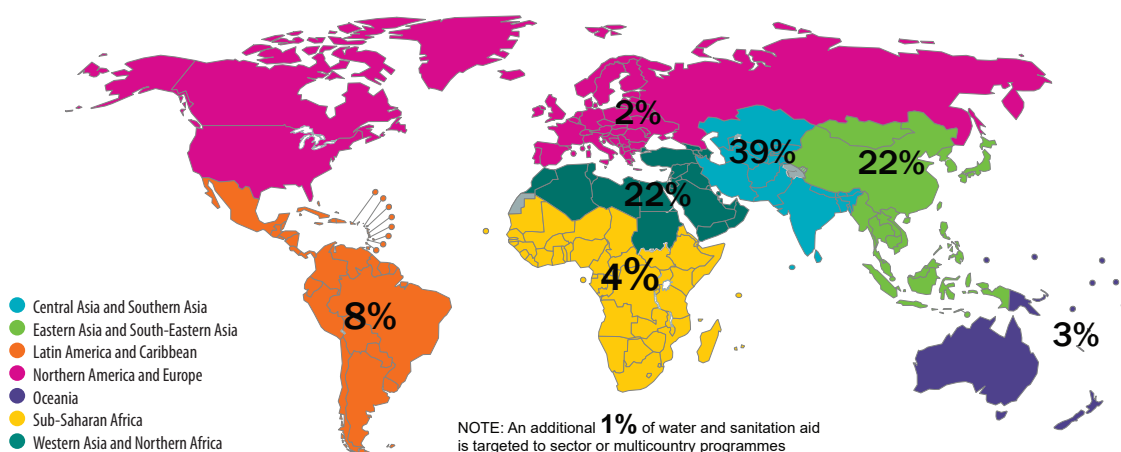 2%
39%
22%
22%
4%
8%
3%
Central Asia and Southern Asia
Eastern Asia and South-Eastern Asia
Latin America and Caribbean
Northern America and Europe
Oceania
Sub-Saharan Africa
Western Asia and Northern Africa
NOTE: An additional 1% of water and sanitation aid
is targeted to sector or multicountry programmes